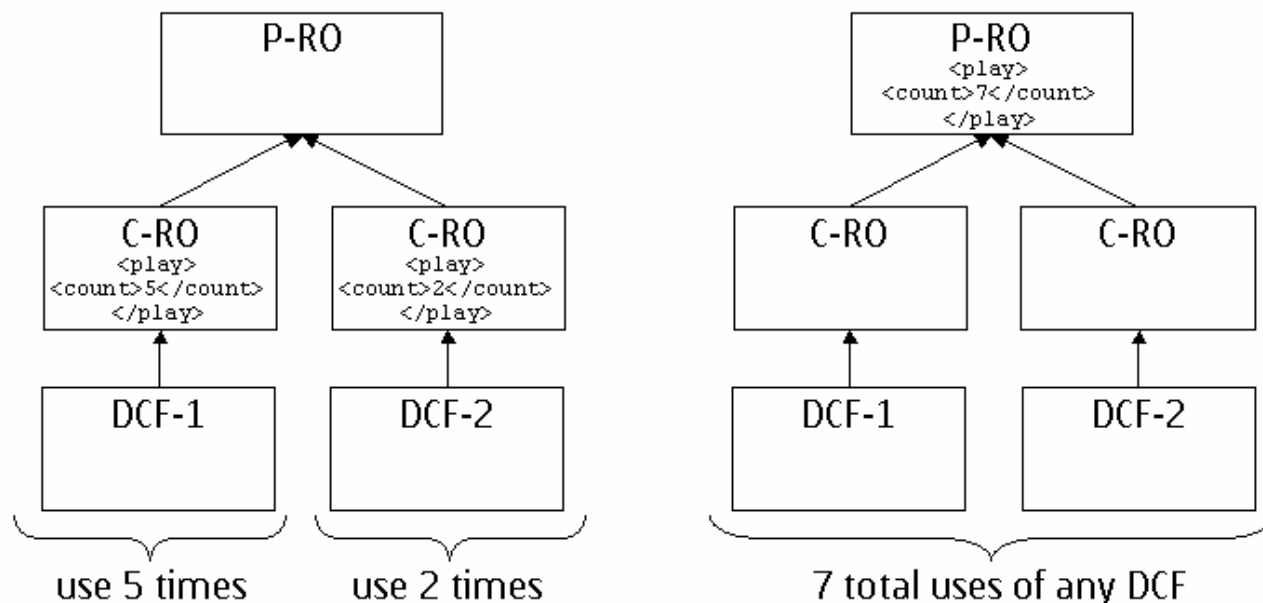 P-RO
P-RO
<play>
<count>7</count>
</play>
C-RO
<play>
<count>5</count>
</play>
C-RO
<play>
<count>2</count>
</play>
C-RO
C-RO
DCF-1
DCF-2
DCF-1
DCF-2
use 5 times
use 2 times
7 total uses of any DCF